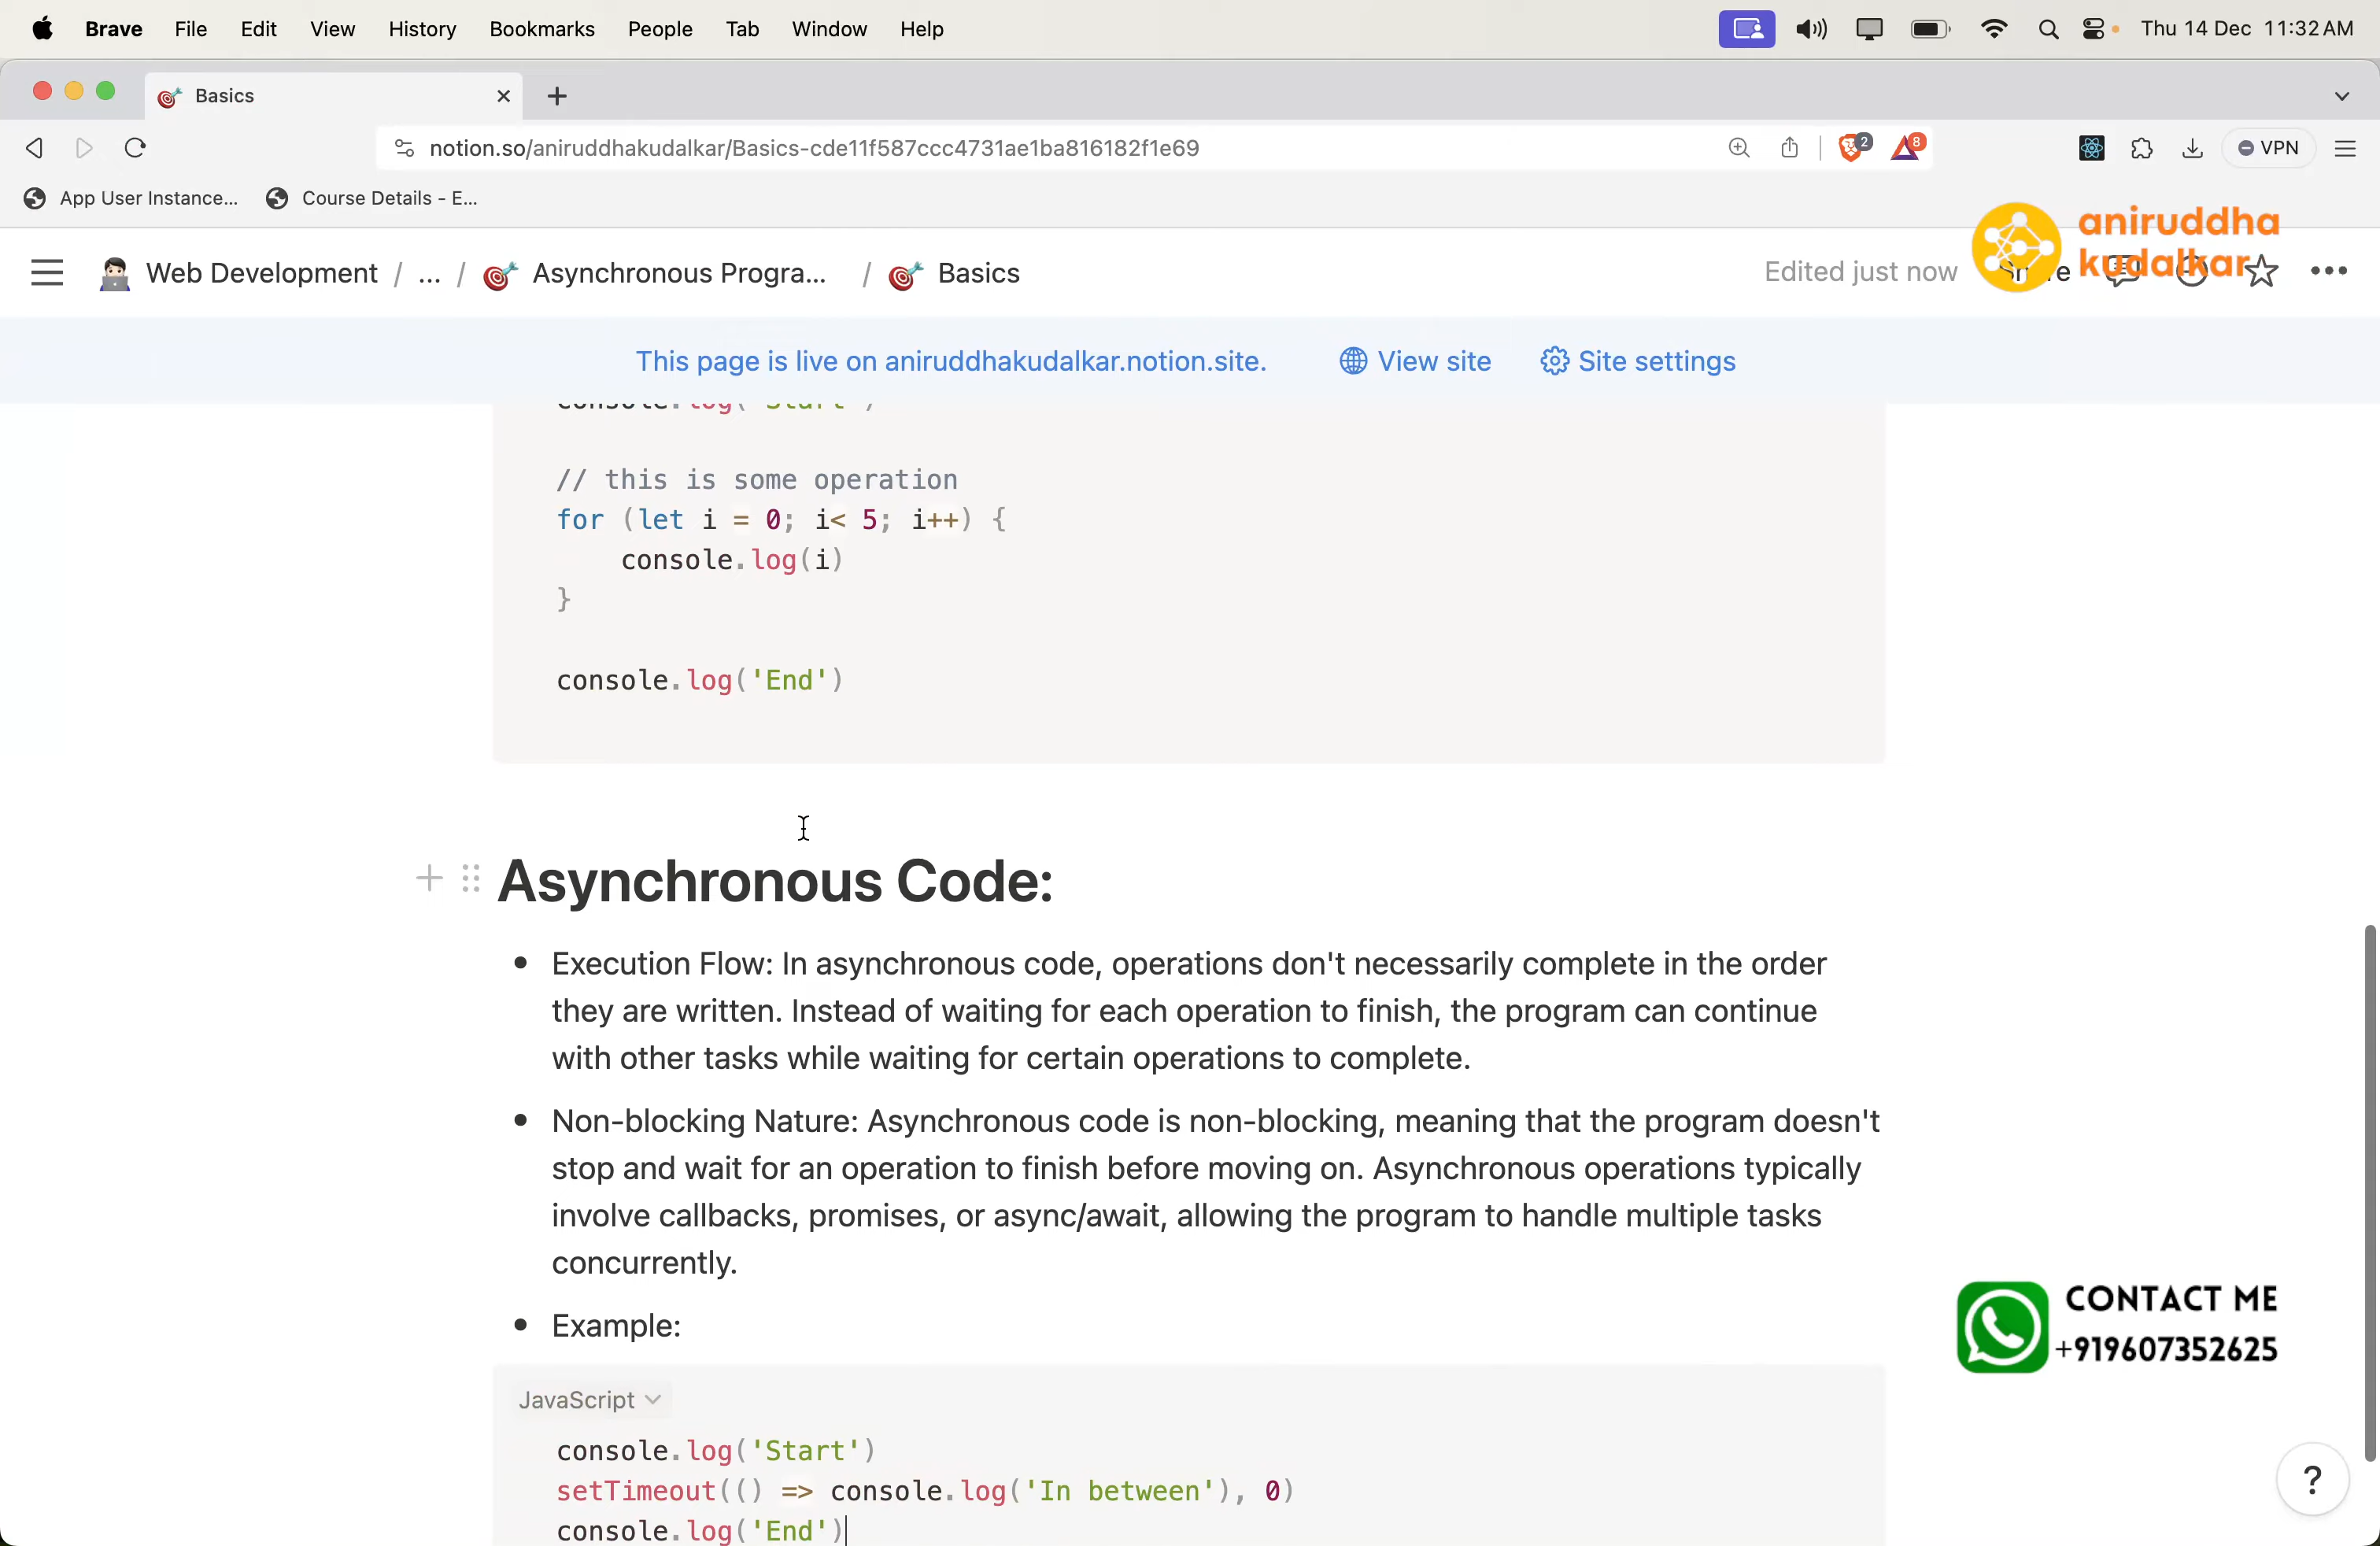 Brave File Edit View History Bookmarks People Tab Window Help Thu 14 Dec 11:32 AM
Basics
notion.so/aniruddhakudalkar/Basics-cde11f587ccc4731ae1ba816182f1e69 2 8 VPN
App User Instance... Course Details - E...
aniruddha
kudalkar
Web Development / ... / Asynchronous Progra... / Basics Edited just now Share
This page is live on aniruddhakudalkar.notion.site. View site Site settings
console.log('Start')
// this is some operation
for (let i = 0; i< 5; i++) {
console.log(i)
}
console.log('End')
Asynchronous Code:
• Execution Flow: In asynchronous code, operations don't necessarily complete in the order
they are written. Instead of waiting for each operation to finish, the program can continue
with other tasks while waiting for certain operations to complete.
• Non-blocking Nature: Asynchronous code is non-blocking, meaning that the program doesn't
stop and wait for an operation to finish before moving on. Asynchronous operations typically
involve callbacks, promises, or async/await, allowing the program to handle multiple tasks
concurrently.
• Example:
CONTACT ME
+919607352625
JavaScript
console.log('Start')
setTimeout(() => console.log('In between'), 0)
console.log('End')
?